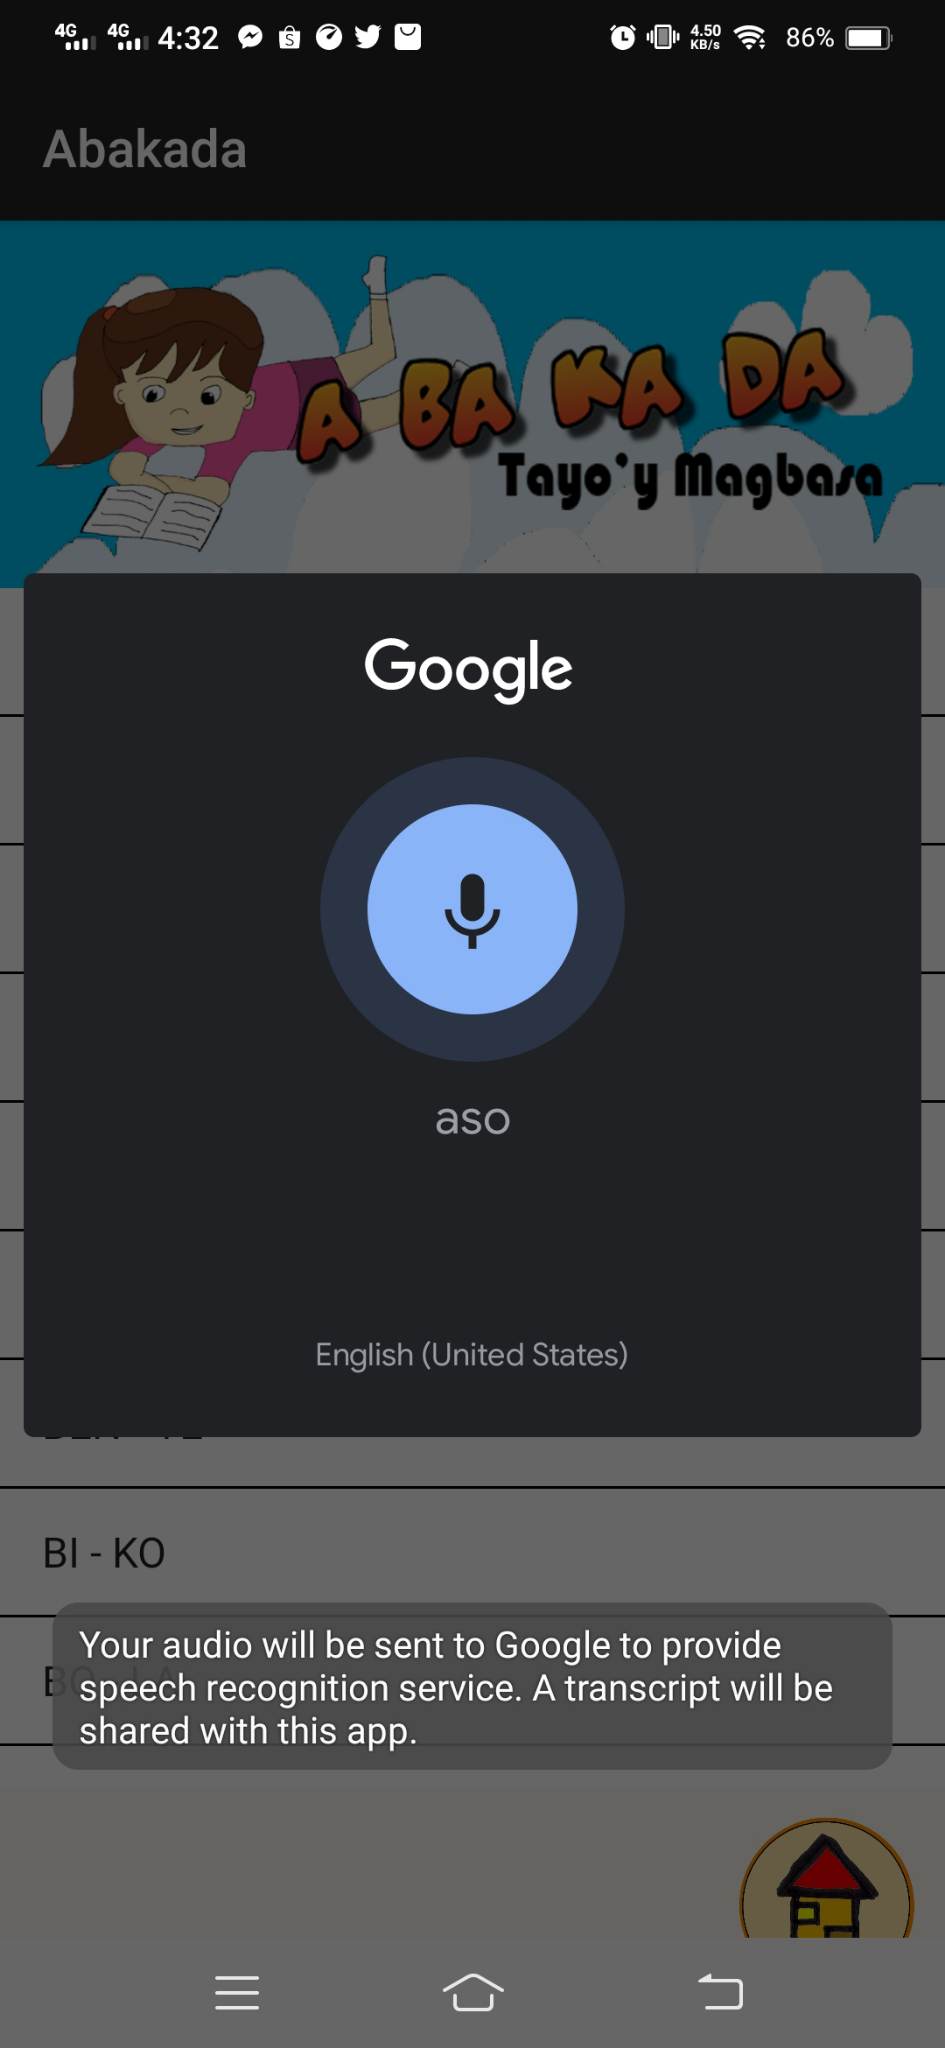 4G 4G 4:32 4.50 KB/s 86%
Abakada
A BA KA DA
Tayo'y Magbasa
Google
aso
English (United States)
BI - KO
Your audio will be sent to Google to provide
speech recognition service. A transcript will be
shared with this app.